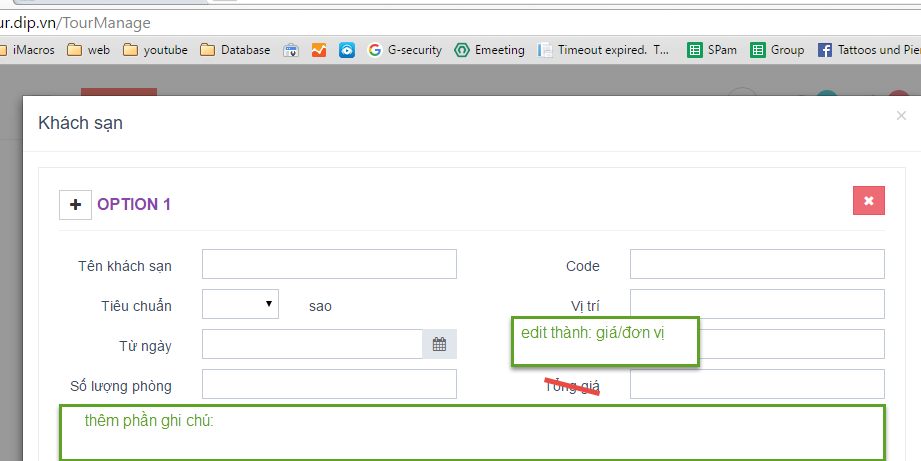 ur.dip.vn/TourManage
iMacros web youtube Database G-security Emeeting Timeout expired. T... SPam Group Tattoos und Pier
Khách sạn ×
+ OPTION 1 ×
Tên khách sạn Code
Tiêu chuẩn sao Vị trí
edit thành: giá/đơn vị
Từ ngày
Số lượng phòng Tổng giá
thêm phần ghi chú: